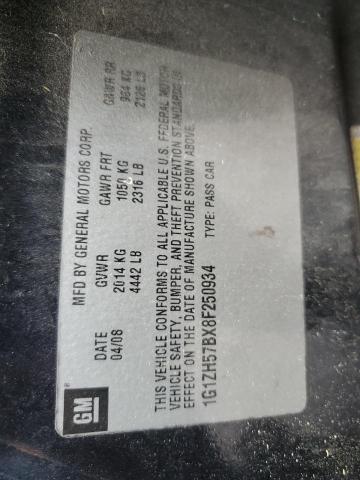 GM
MFD BY GENERAL MOTORS CORP.
DATE GVWR GAWR FRT GAWR RR
04/08 2014 KG 1050 KG 964 KG
4442 LB 2316 LB 2126 LB
THIS VEHICLE CONFORMS TO ALL APPLICABLE U.S. FEDERAL MOTOR
VEHICLE SAFETY, BUMPER, AND THEFT PREVENTION STANDARDS IN
EFFECT ON THE DATE OF MANUFACTURE SHOWN ABOVE.
1G1ZH57BX8F250934 TYPE: PASS CAR